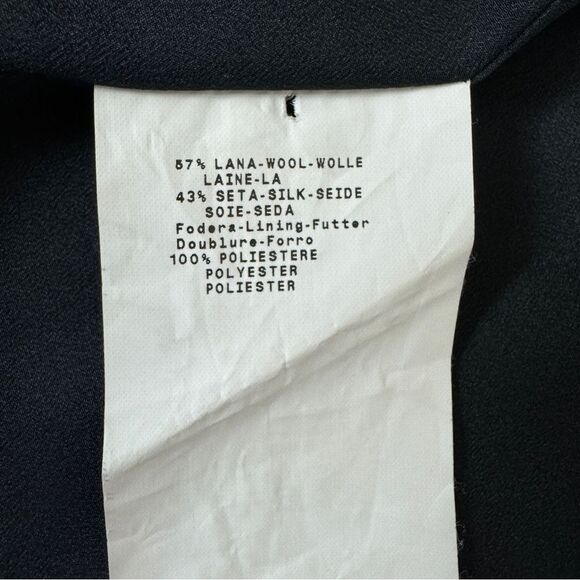 57% LANA-WOOL-WOLLE
LAINE-LA
43% SETA-SILK-SEIDE
SOIE-SEDA
Fodera-Lining-Futter
Doublure-Forro
100% POLIESTERE
POLYESTER
POLIESTER